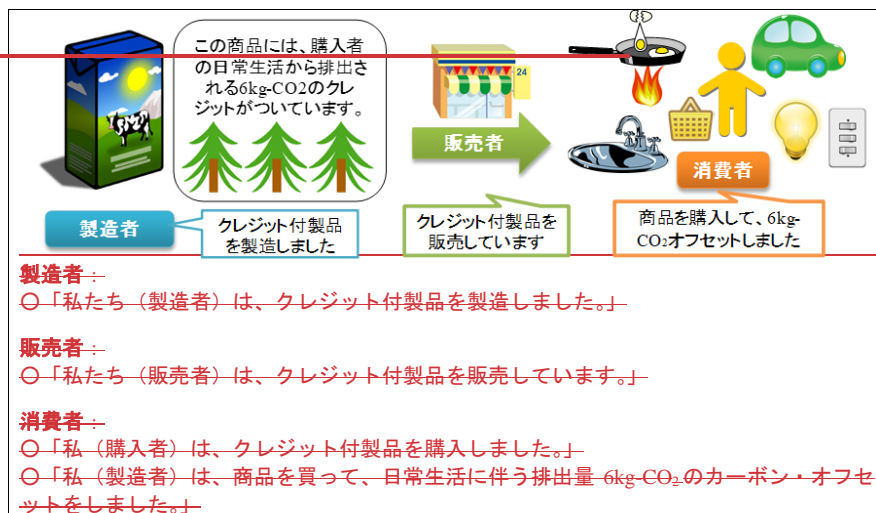 この商品には、購入者
の日常生活から排出さ
れる6kg-CO2のクレ
ジットがついています。
24
販売者
消費者
製造者
クレジット付製品
を製造しました
クレジット付製品を
販売しています
商品を購入して、6kg-
CO₂オフセットしました
製造者：
〇「私たち（製造者）は、クレジット付製品を製造しました。」
販売者：
〇「私たち（販売者）は、クレジット付製品を販売しています。」
消費者：
〇「私（購入者）は、クレジット付製品を購入しました。」
〇「私（製造者）は、商品を買って、日常生活に伴う排出量 6kg-CO₂のカーボン・オフセ
ットをしました。」